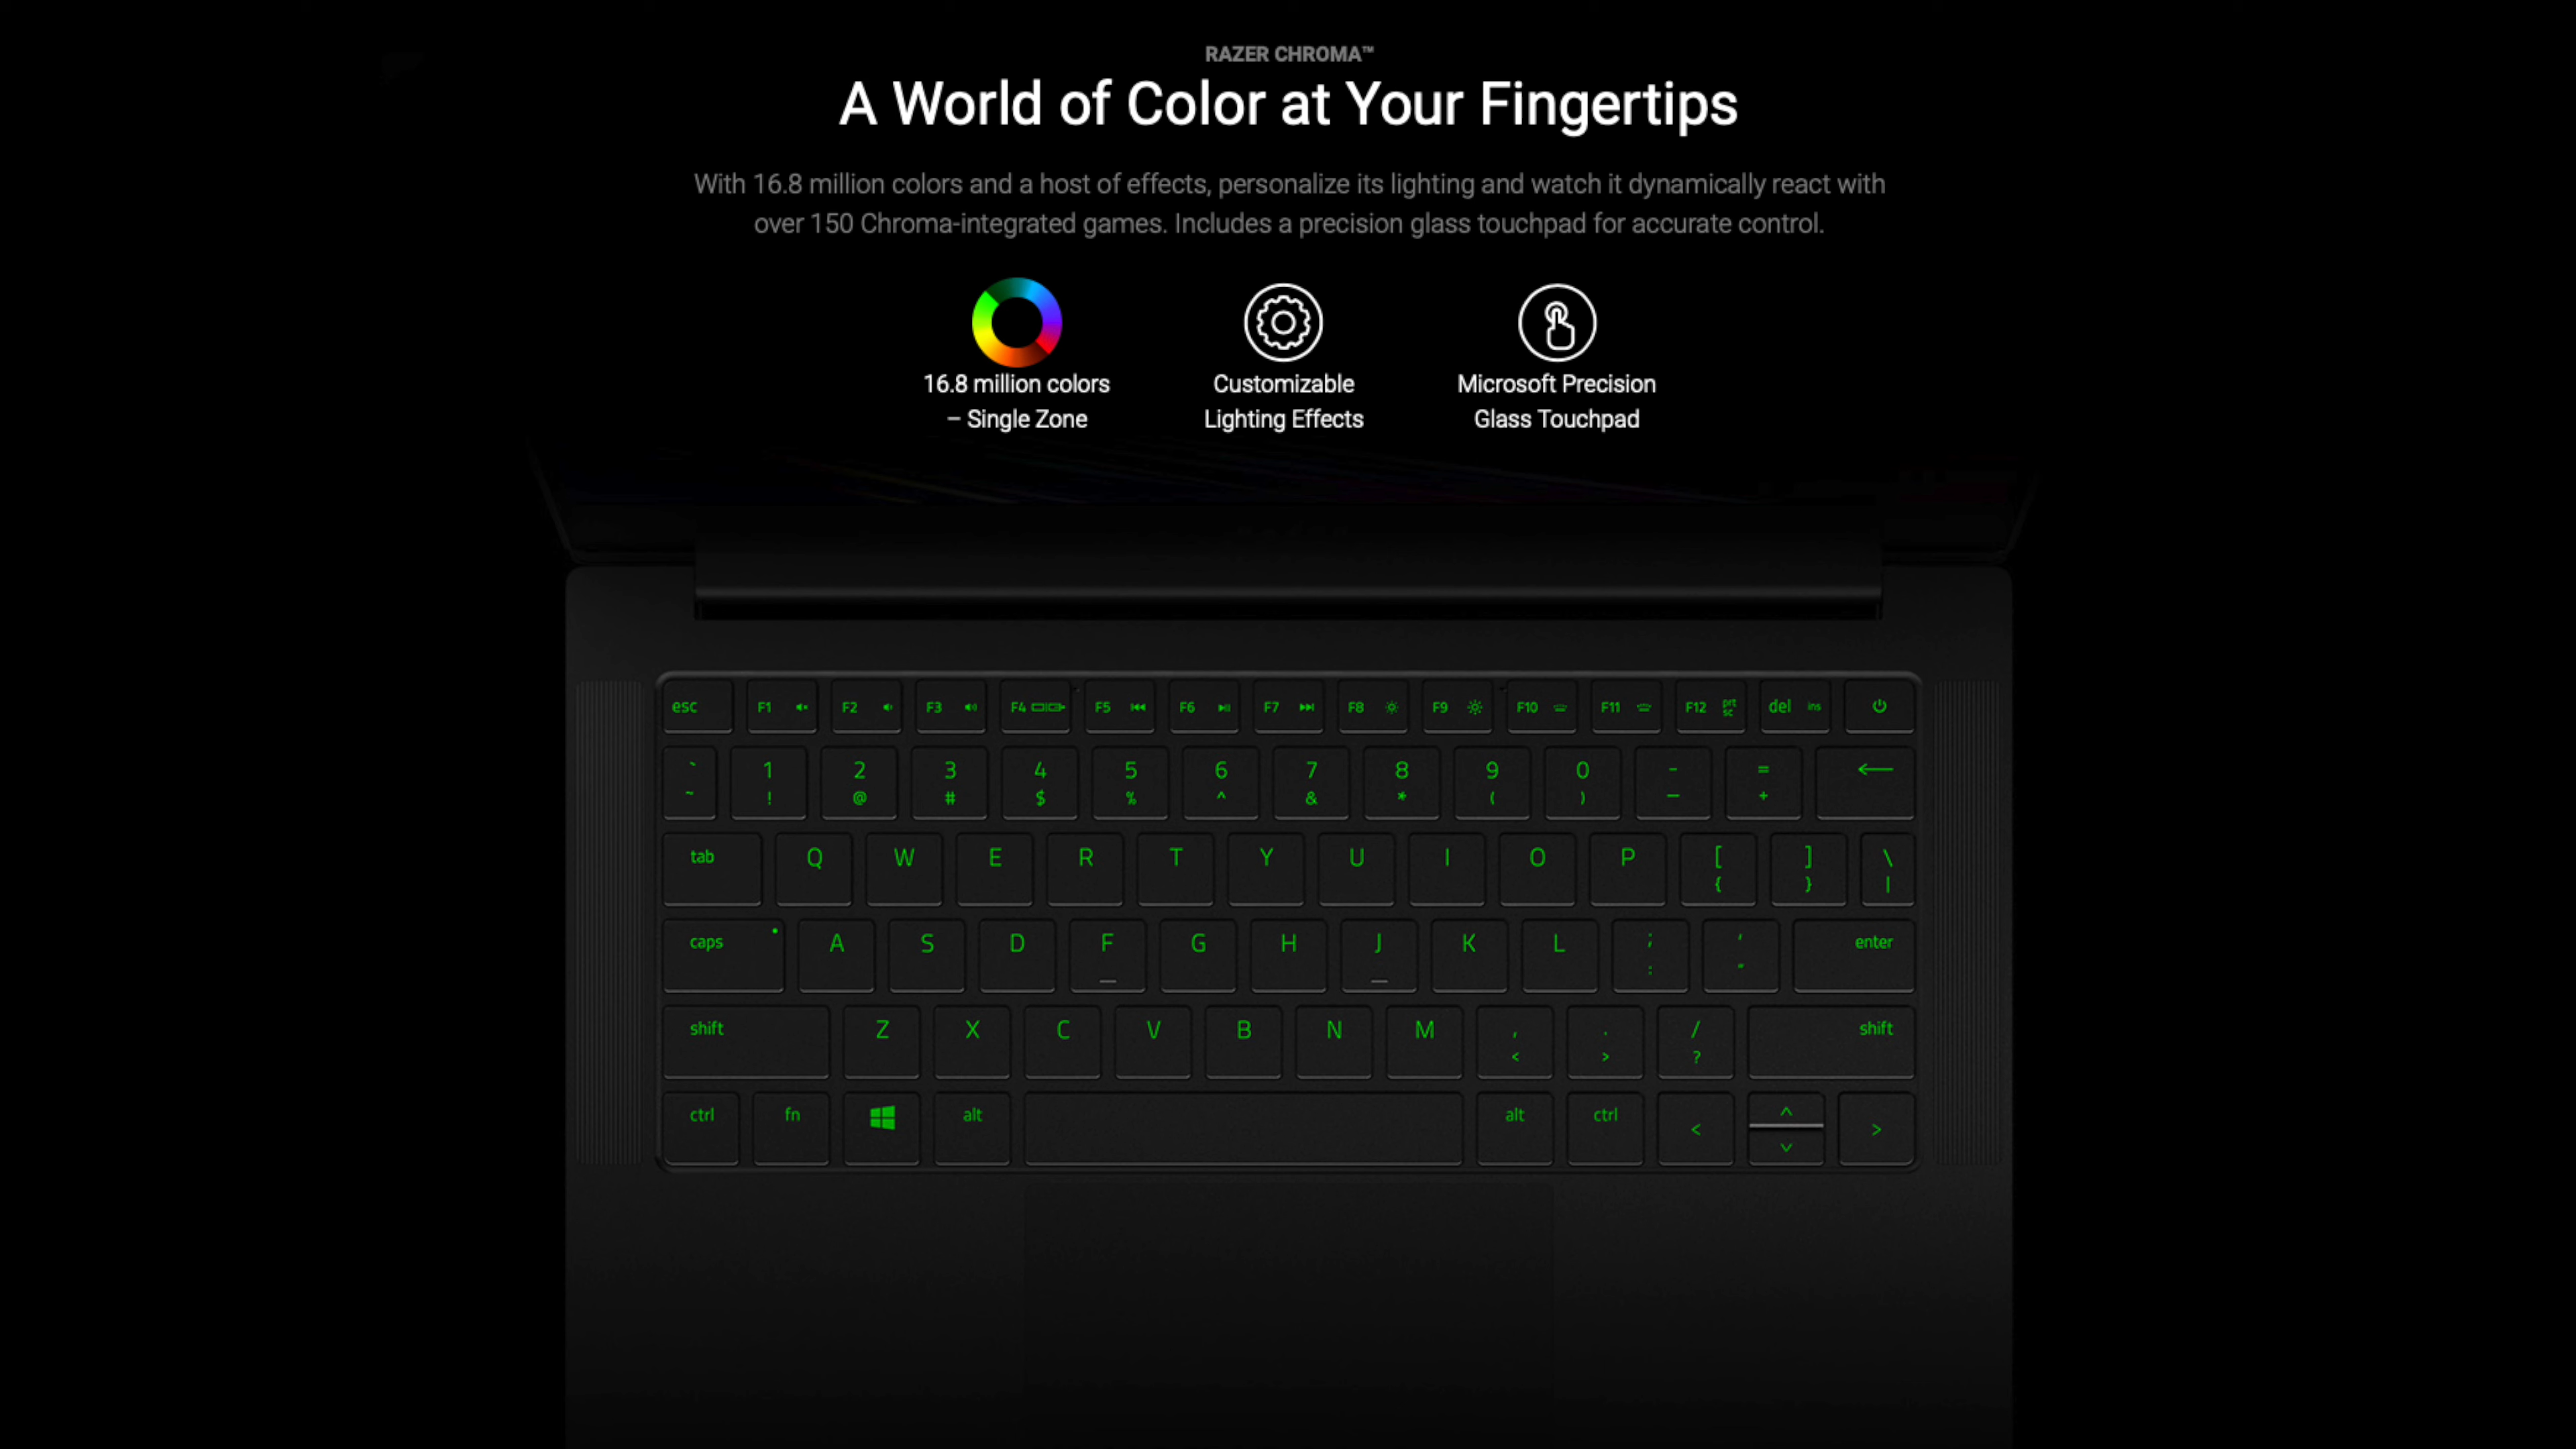 RAZER CHROMA™
A World of Color at Your Fingertips
With 16.8 million colors and a host of effects, personalize its lighting and watch it dynamically react with
over 150 Chroma-integrated games. Includes a precision glass touchpad for accurate control.
16.8 million colors
– Single Zone
Customizable
Lighting Effects
Microsoft Precision
Glass Touchpad
esc F1 F2 F3 F4 F5 F6 F7 F8 F9 F10 F11 F12 prt sc del ins
` 1 2 3 4 5 6 7 8 9 0 - =
~ ! @ # $ % ^ & * ( ) _ +
tab Q W E R T Y U I O P [ ] \
{ } |
caps A S D F G H J K L ; ' enter
: "
shift Z X C V B N M , . / shift
< > ?
ctrl fn alt alt ctrl < ^ >